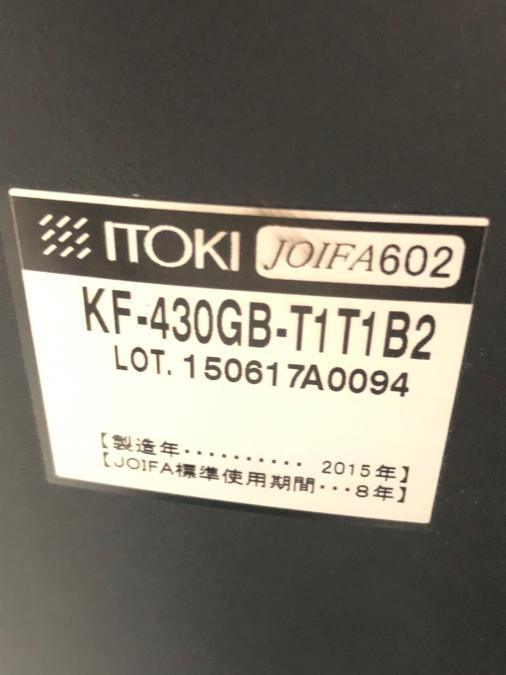 ITOKI JOIFA602
KF-430GB-T1T1B2
LOT. 150617A0094
【製造年.......... 2015年】
【JOIFA標準使用期間...8年】